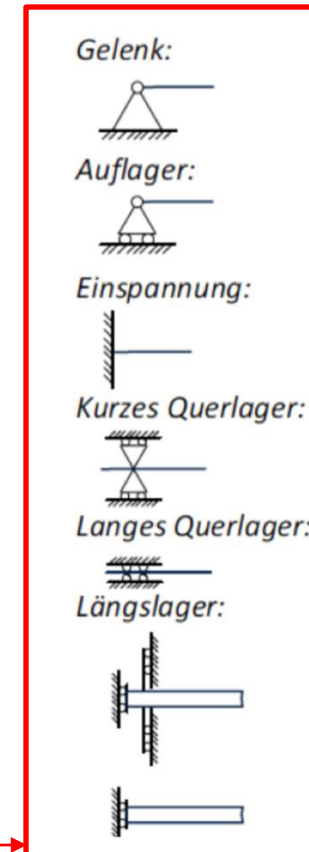 Gelenk:
Auflager:
Einspannung:
Kurzes Querlager:
Langes Querlager:
Längslager: